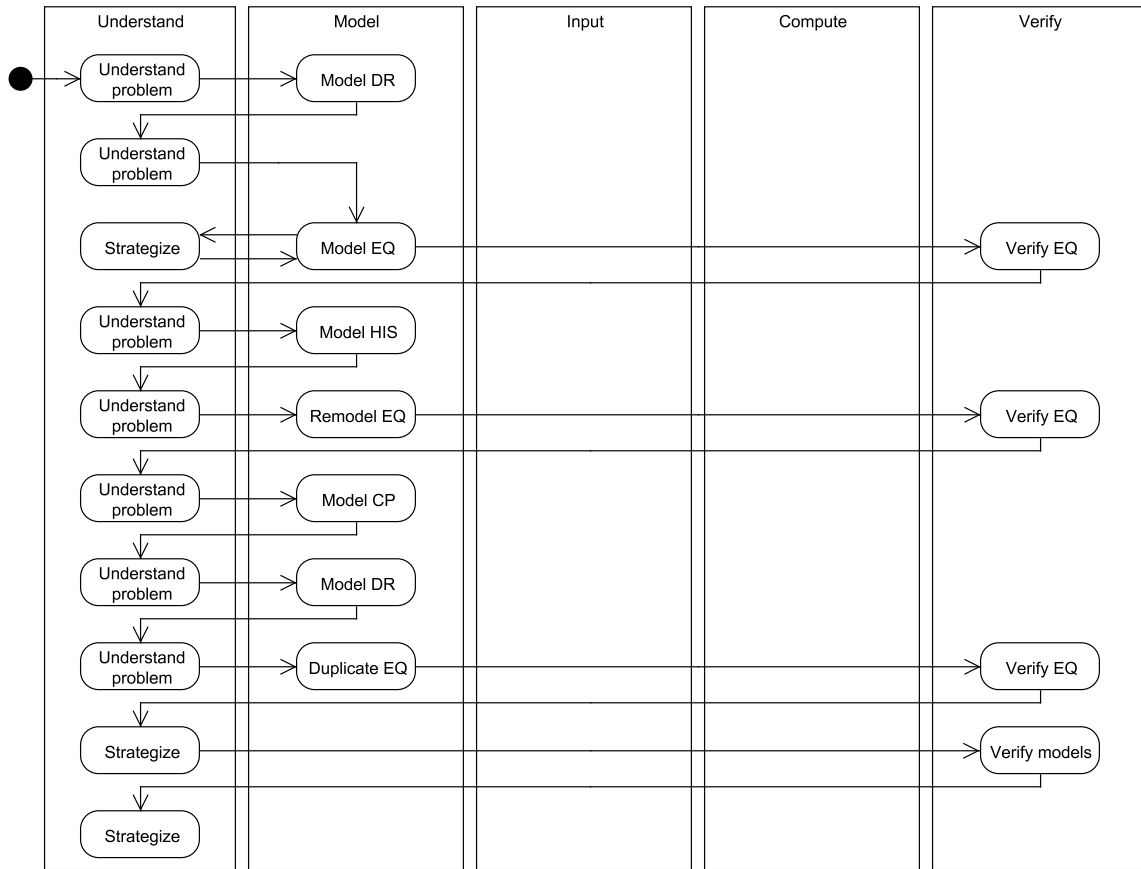 Understand
Model
Input
Compute
Verify
Understand
problem
Model DR
Understand
problem
Strategize
Model EQ
Verify EQ
Understand
problem
Model HIS
Understand
problem
Remodel EQ
Verify EQ
Understand
problem
Model CP
Understand
problem
Model DR
Understand
problem
Duplicate EQ
Verify EQ
Strategize
Verify models
Strategize